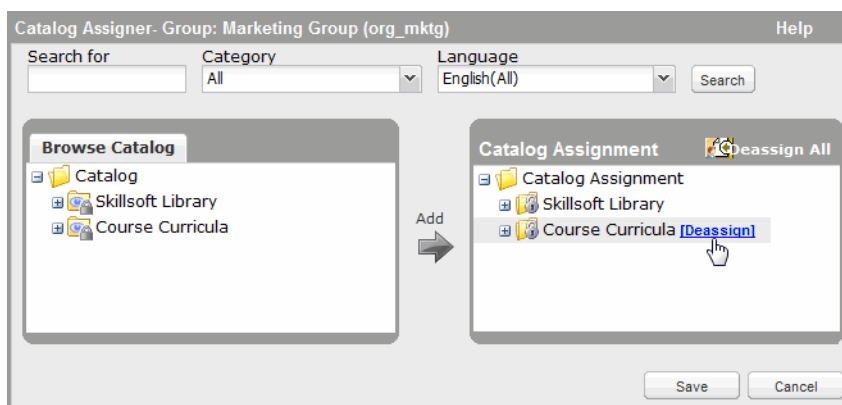 Catalog Assigner- Group: Marketing Group (org_mktg) Help
Search for Category Language
All English(All) Search
Browse Catalog
Catalog
Skillsoft Library
Course Curricula
Add
Catalog Assignment Deassign All
Catalog Assignment
Skillsoft Library
Course Curricula [Deassign]
Save Cancel